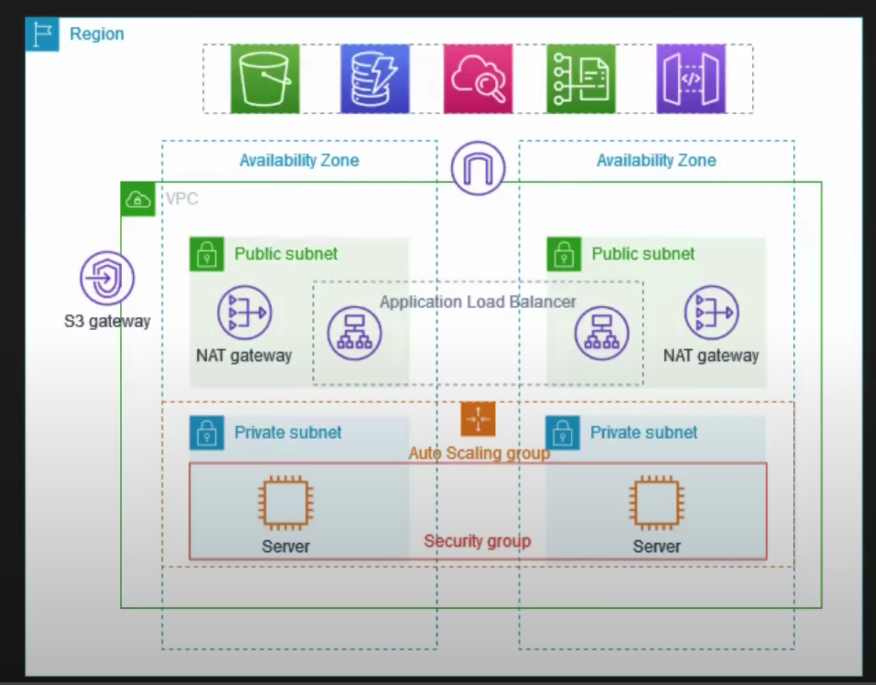 Region
Availability Zone
Availability Zone
VPC
Public subnet
Public subnet
Application Load Balancer
S3 gateway
NAT gateway
NAT gateway
Private subnet
Private subnet
Auto Scaling group
Security group
Server
Server